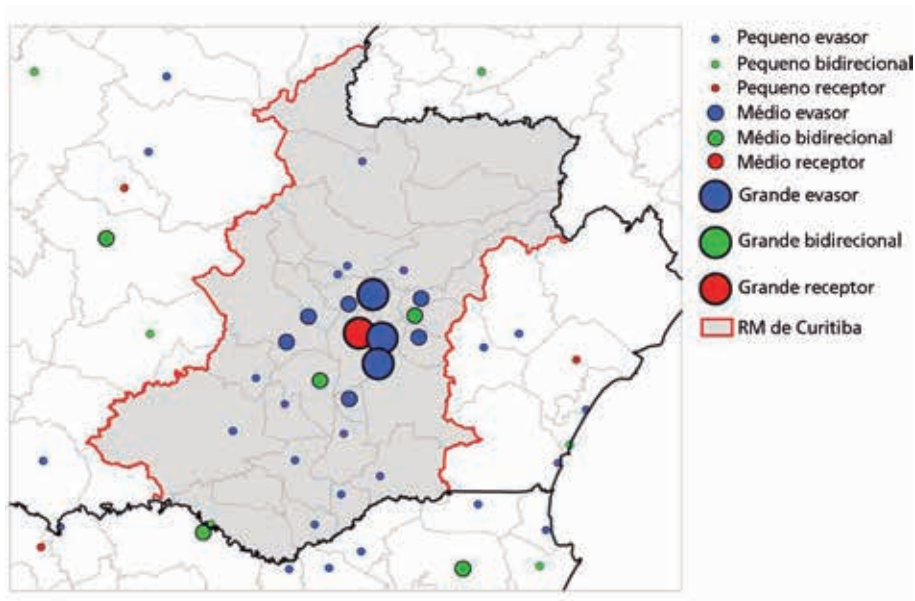 Pequeno evasor
Pequeno bidirecional
Pequeno receptor
Médio evasor
Médio bidirecional
Médio receptor
Grande evasor
Grande bidirecional
Grande receptor
RM de Curitiba